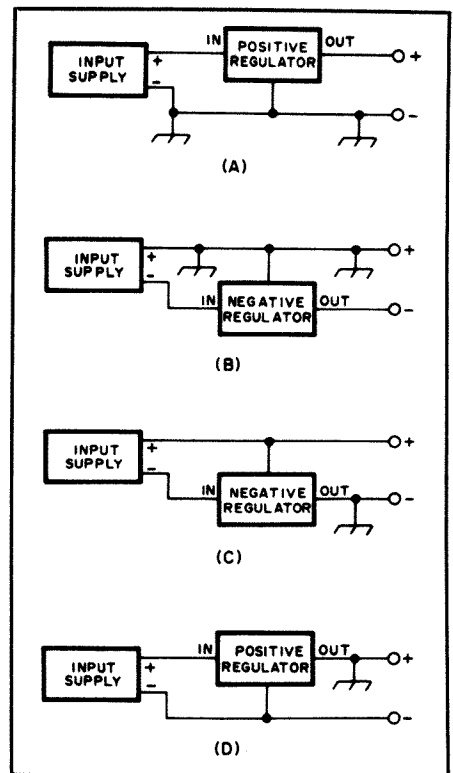 INPUT SUPPLY + -
IN POSITIVE REGULATOR OUT
+
-
(A)
INPUT SUPPLY + -
IN NEGATIVE REGULATOR OUT
+
-
(B)
INPUT SUPPLY + -
IN NEGATIVE REGULATOR OUT
+
-
(C)
INPUT SUPPLY + -
IN POSITIVE REGULATOR OUT
+
-
(D)